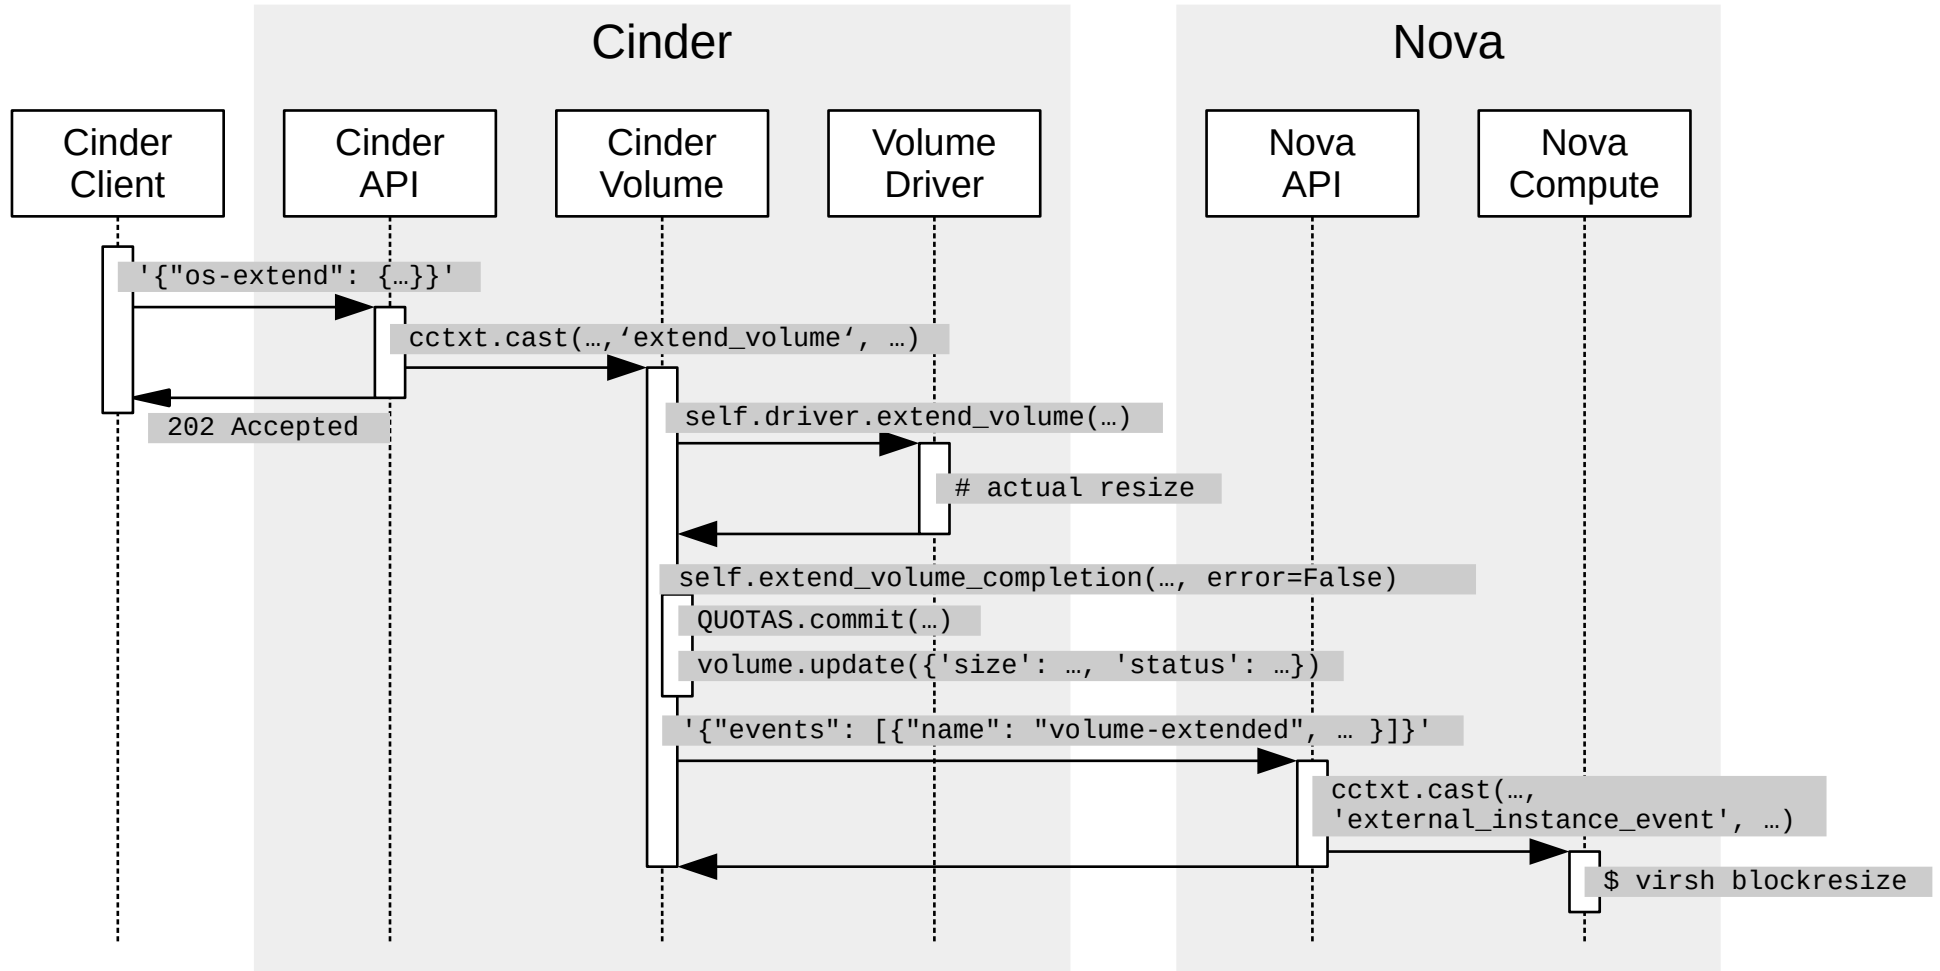 Cinder
Nova
Cinder
Client
Cinder
API
Cinder
Volume
Volume
Driver
Nova
API
Nova
Compute
'{"os-extend": {…}}'
cctxt.cast(…,‘extend_volume‘, …)
202 Accepted
self.driver.extend_volume(…)
# actual resize
self.extend_volume_completion(…, error=False)
QUOTAS.commit(…)
volume.update({'size': …, 'status': …})
'{"events": [{"name": "volume-extended", … }]}'
cctxt.cast(…,
'external_instance_event', …)
$ virsh blockresize